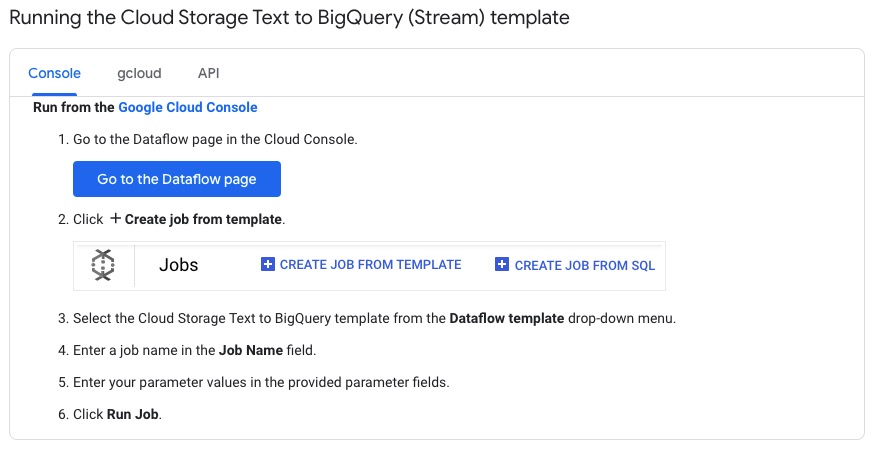 Running the Cloud Storage Text to BigQuery (Stream) template
Console gcloud API
Run from the Google Cloud Console
1. Go to the Dataflow page in the Cloud Console.
Go to the Dataflow page
2. Click + Create job from template.
Jobs CREATE JOB FROM TEMPLATE CREATE JOB FROM SQL
3. Select the Cloud Storage Text to BigQuery template from the Dataflow template drop-down menu.
4. Enter a job name in the Job Name field.
5. Enter your parameter values in the provided parameter fields.
6. Click Run Job.